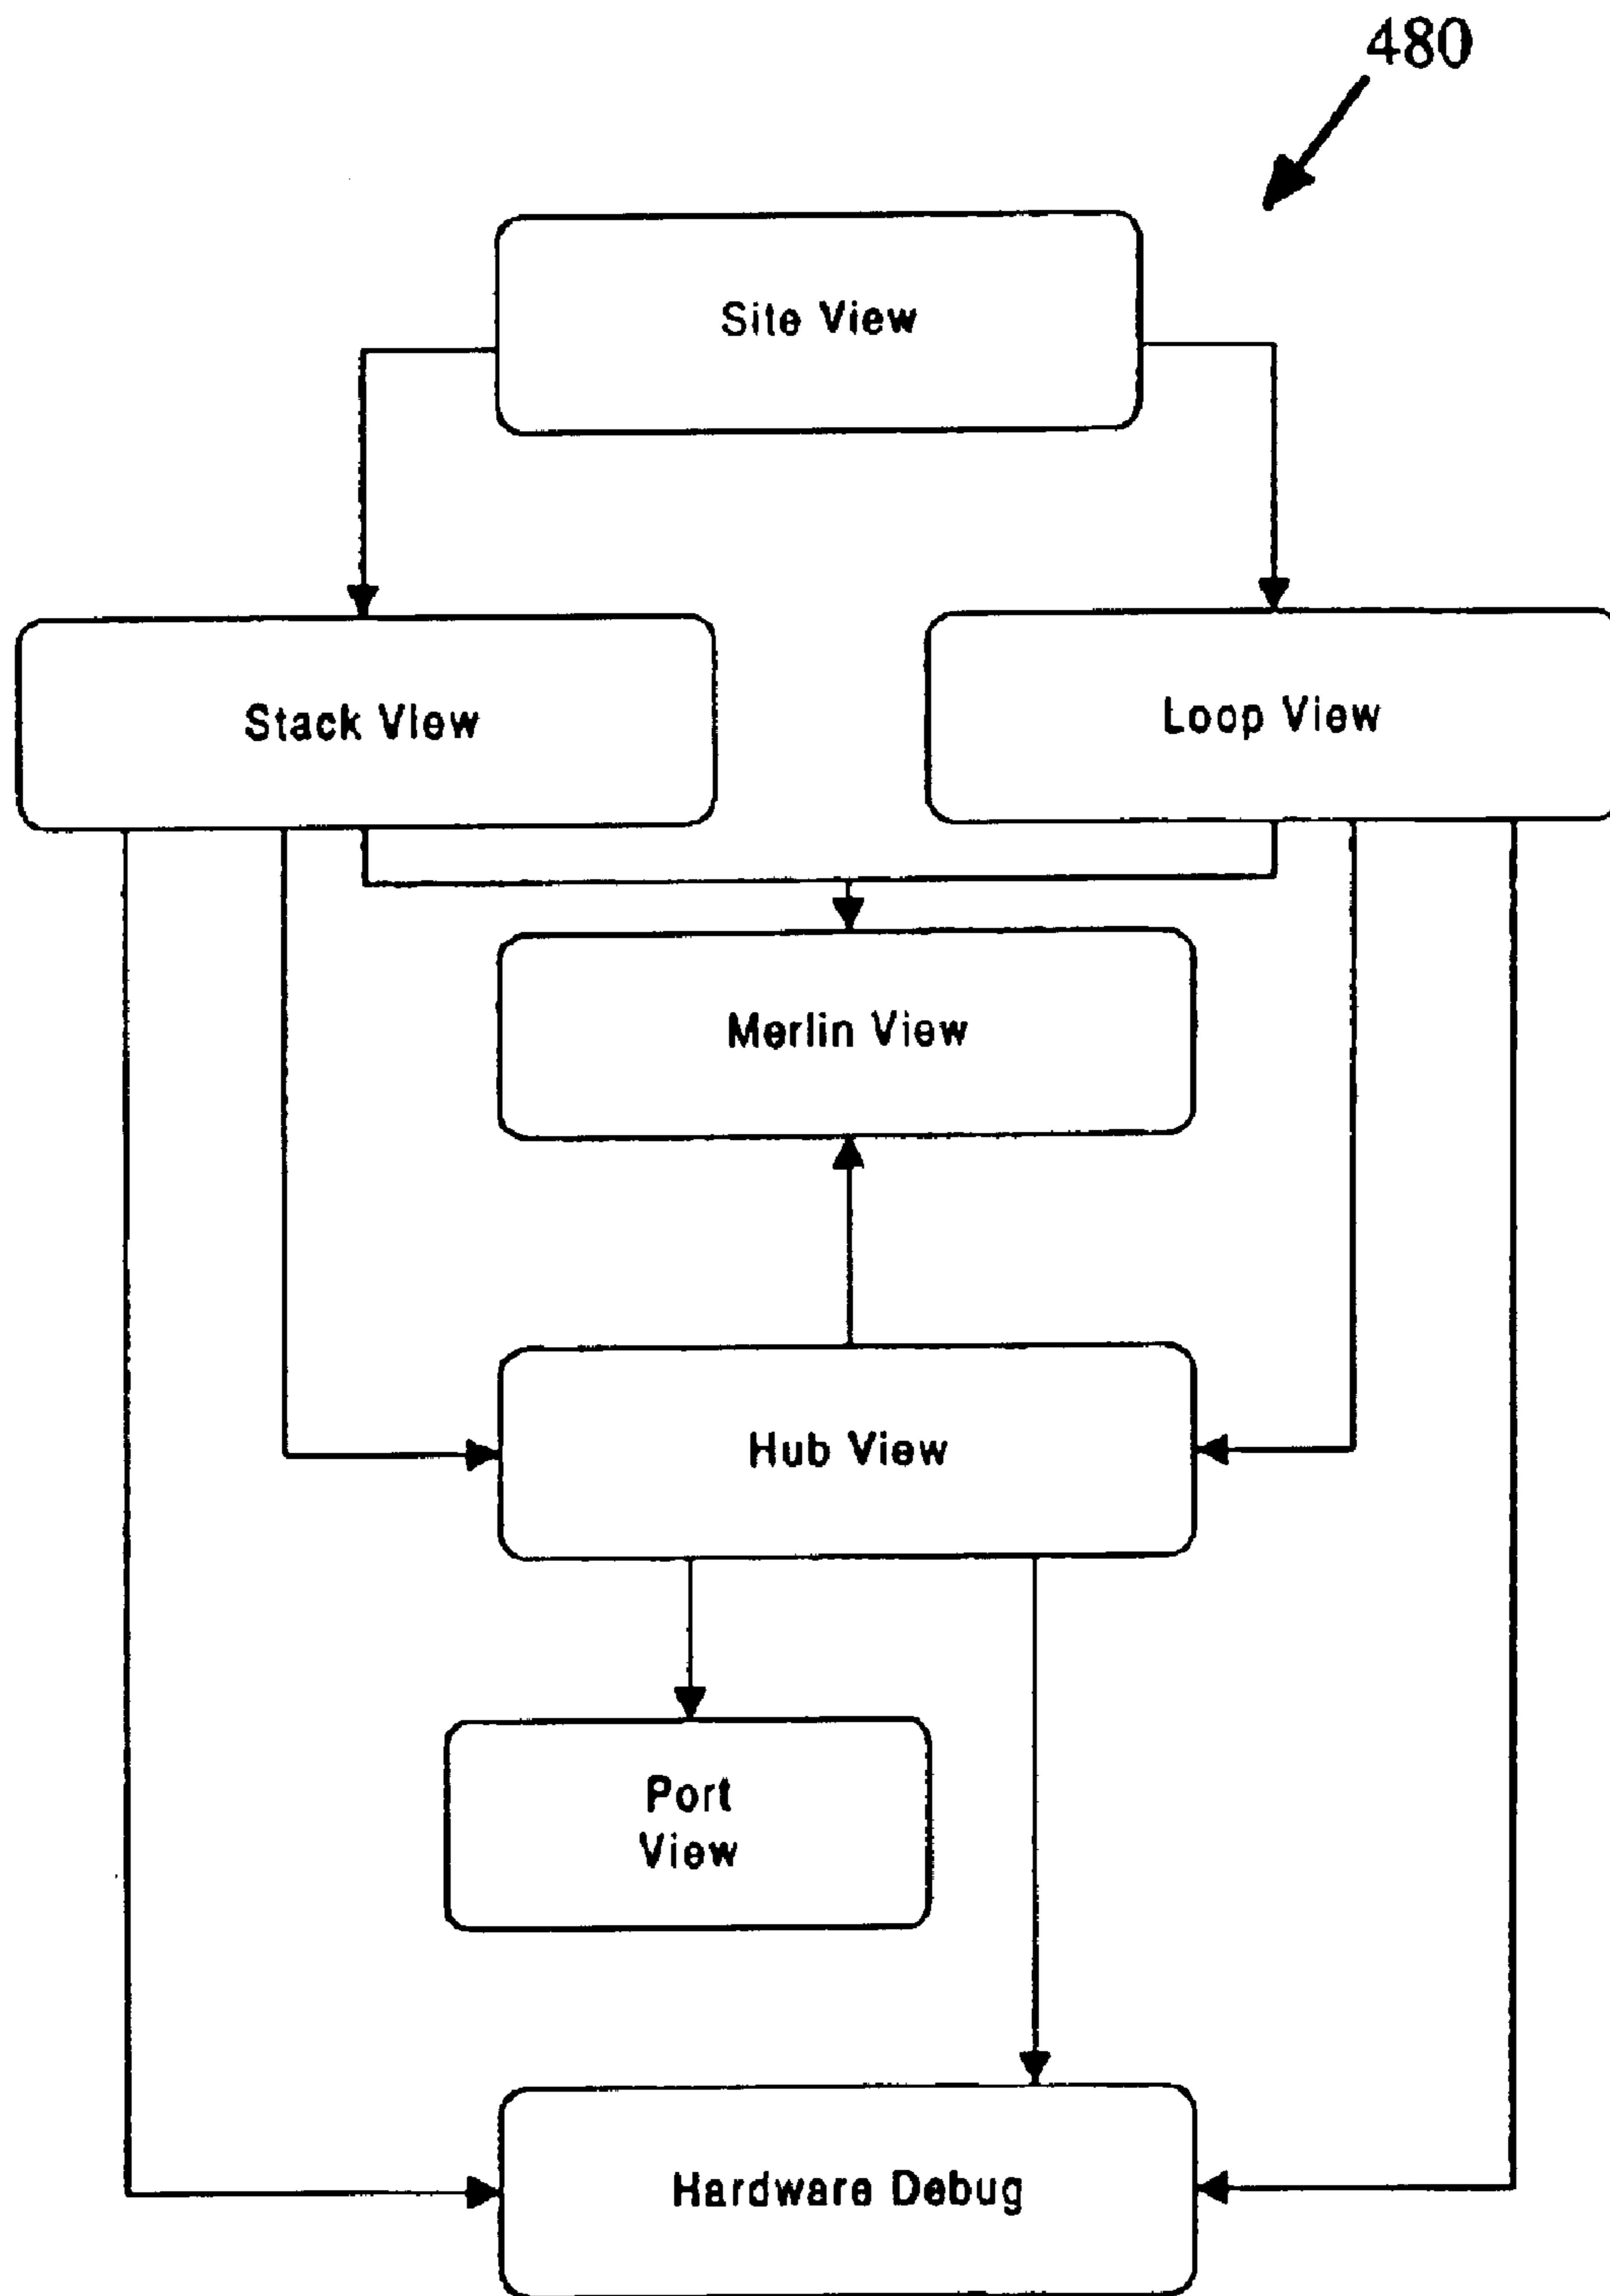 480
Site View
Stack View
Loop View
Merlin View
Hub View
Port
View
Hardware Debug